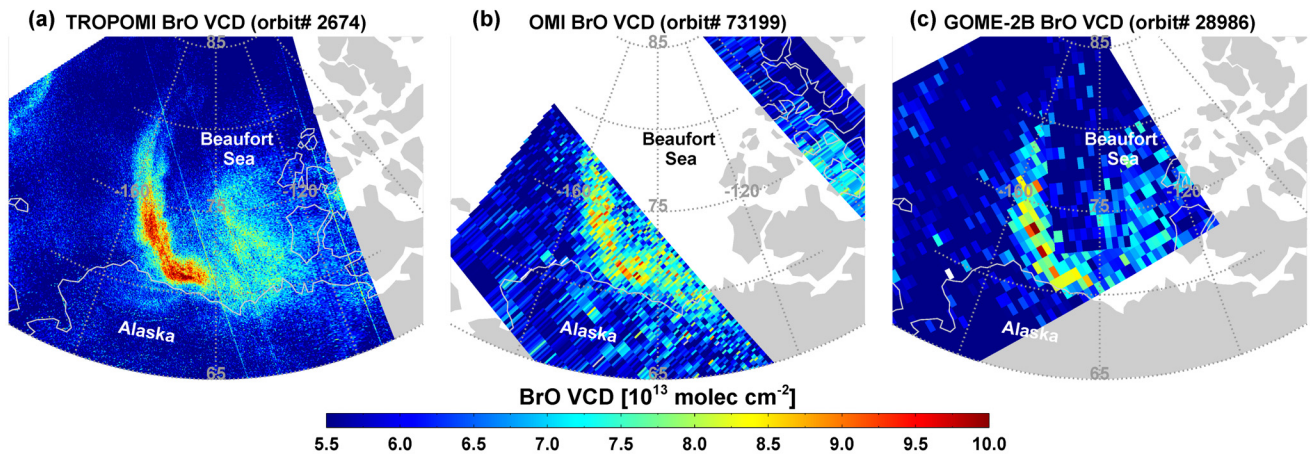 (a) TROPOMI BrO VCD (orbit# 2674)
85
Beaufort
Sea
-160
-120
75
Alaska
65
(b) OMI BrO VCD (orbit# 73199)
85
Beaufort
Sea
-160
-120
75
Alaska
65
(c) GOME-2B BrO VCD (orbit# 28986)
85
Beaufort
Sea
-160
-120
75
Alaska
65
BrO VCD [10¹³ molec cm⁻²]
5.5 6.0 6.5 7.0 7.5 8.0 8.5 9.0 9.5 10.0